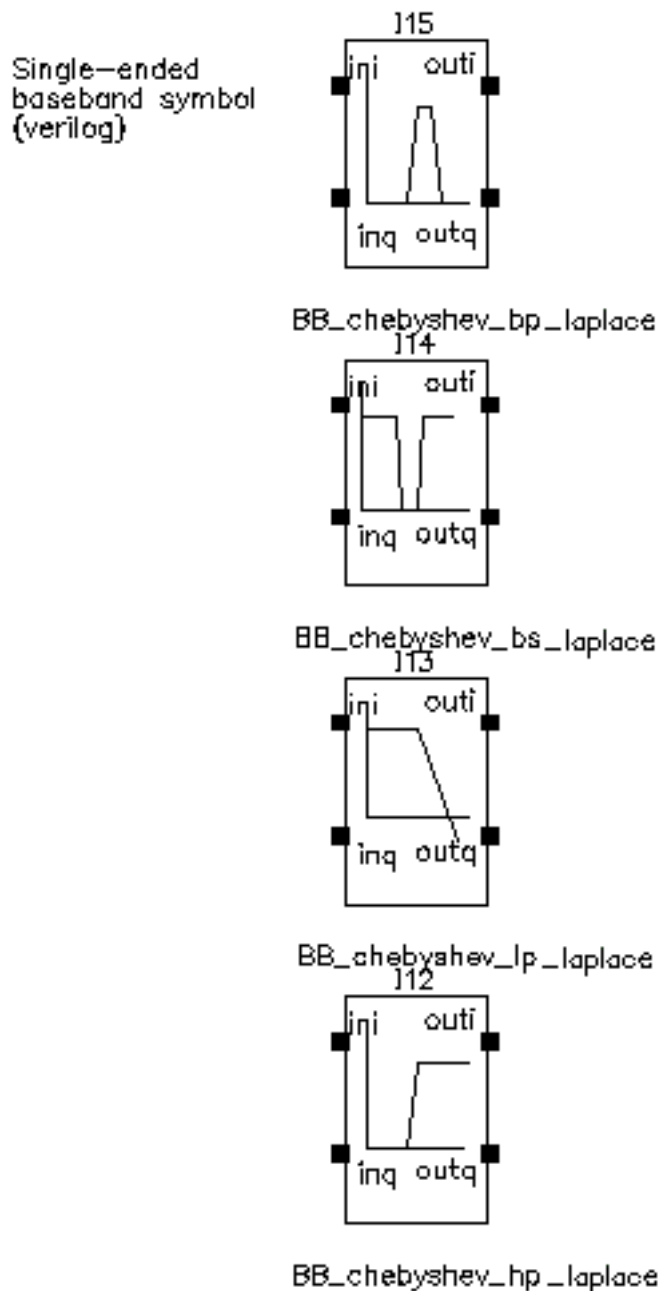 Single-ended
baseband symbol
{verilog}
I15
ini outi
inq outq
BB_chebyshev_bp_laplace
I14
ini outi
inq outq
BB_chebyshev_bs_laplace
I13
ini outi
inq outq
BB_chebyshev_lp_laplace
I12
ini outi
inq outq
BB_chebyshev_hp_laplace